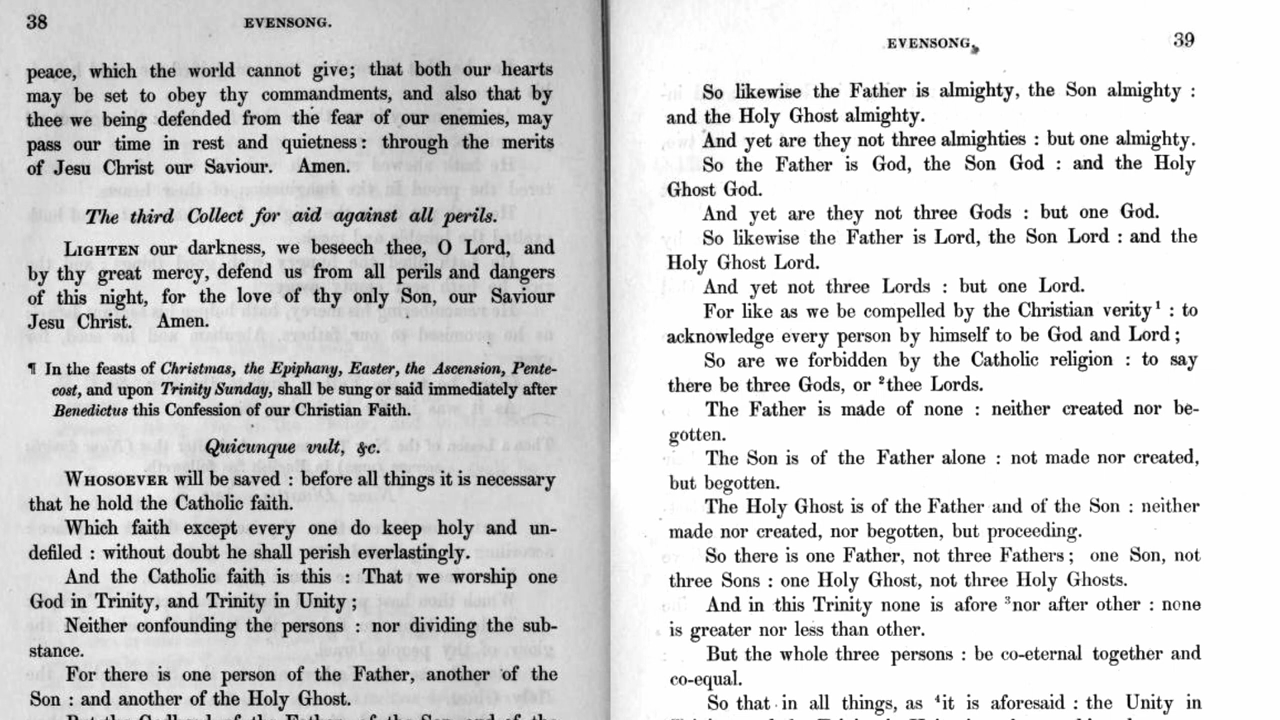 38
EVENSONG.
peace, which the world cannot give; that both our hearts
may be set to obey thy commandments, and also that by
thee we being defended from the fear of our enemies, may
pass our time in rest and quietness: through the merits
of Jesus Christ our Saviour. Amen.
The third Collect for aid against all perils.
LIGHTEN our darkness, we beseech thee, O Lord, and
by thy great mercy, defend us from all perils and dangers
of this night, for the love of thy only Son, our Saviour
Jesu Christ. Amen.
¶ In the feasts of Christmas, the Epiphany, Easter, the Ascension, Pente-
cost, and upon Trinity Sunday, shall be sung or said immediately after
Benedictus this Confession of our Christian Faith.
Quicunque vult, &c.
WHOSOEVER will be saved : before all things it is necessary
that he hold the Catholic faith.
Which faith except every one do keep holy and un-
defiled : without doubt he shall perish everlastingly.
And the Catholic faith is this : That we worship one
God in Trinity, and Trinity in Unity ;
Neither confounding the persons : nor dividing the sub-
stance.
For there is one person of the Father, another of the
Son : and another of the Holy Ghost.
But the Godhead of the Father, of the Son and of the
EVENSONG.
39
So likewise the Father is almighty, the Son almighty :
and the Holy Ghost almighty.
And yet are they not three almighties : but one almighty.
So the Father is God, the Son God : and the Holy
Ghost God.
And yet are they not three Gods : but one God.
So likewise the Father is Lord, the Son Lord : and the
Holy Ghost Lord.
And yet not three Lords : but one Lord.
For like as we be compelled by the Christian verity¹ : to
acknowledge every person by himself to be God and Lord ;
So are we forbidden by the Catholic religion : to say
there be three Gods, or ²thee Lords.
The Father is made of none : neither created nor be-
gotten.
The Son is of the Father alone : not made nor created,
but begotten.
The Holy Ghost is of the Father and of the Son : neither
made nor created, nor begotten, but proceeding.
So there is one Father, not three Fathers ; one Son, not
three Sons : one Holy Ghost, not three Holy Ghosts.
And in this Trinity none is afore ³nor after other : none
is greater nor less than other.
But the whole three persons : be co-eternal together and
co-equal.
So that in all things, as ⁴it is aforesaid : the Unity in